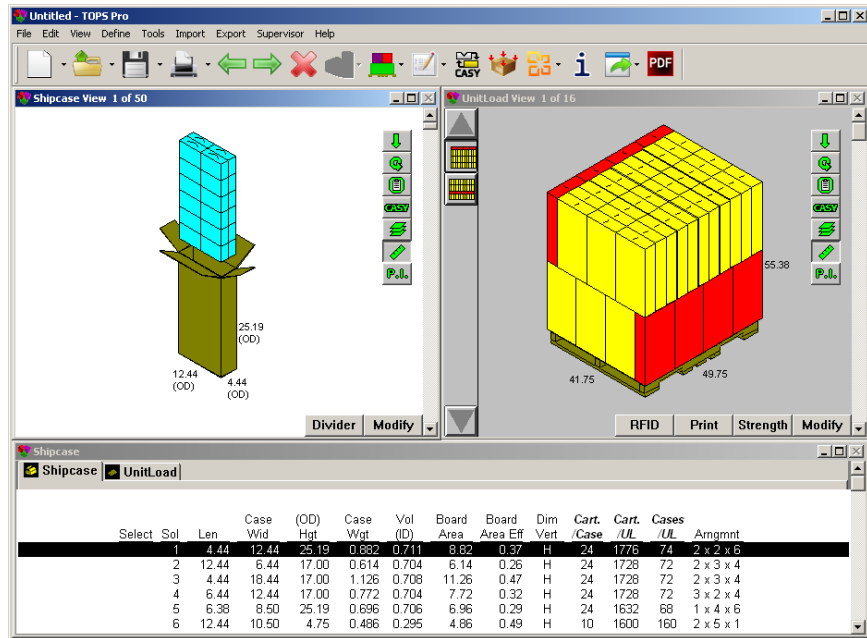 Untitled - TOPS Pro
File Edit View Define Tools Import Export Supervisor Help
CASY i PDF
Shipcase View 1 of 50
UnitLoad View 1 of 16
CASY
P.I.
25.19
(OD)
12.44
(OD)
4.44
(OD)
Divider Modify
CASY
P.I.
55.38
41.75
49.75
RFID Print Strength Modify
Shipcase
Shipcase UnitLoad
Case (OD) Case Vol Board Board Dim Cart. Cart. Cases
Select Sol Len Wid Hgt Wgt (ID) Area Area Eff Vert /Case /UL /UL Arngmnt
1 4.44 12.44 25.19 0.882 0.711 8.82 0.37 H 24 1776 74 2 x 2 x 6
2 12.44 6.44 17.00 0.614 0.704 6.14 0.26 H 24 1728 72 2 x 3 x 4
3 4.44 18.44 17.00 1.126 0.708 11.26 0.47 H 24 1728 72 2 x 3 x 4
4 6.44 12.44 17.00 0.772 0.704 7.72 0.32 H 24 1728 72 3 x 2 x 4
5 6.38 8.50 25.19 0.696 0.706 6.96 0.29 H 24 1632 68 1 x 4 x 6
6 12.44 10.50 4.75 0.486 0.295 4.86 0.49 H 10 1600 160 2 x 5 x 1